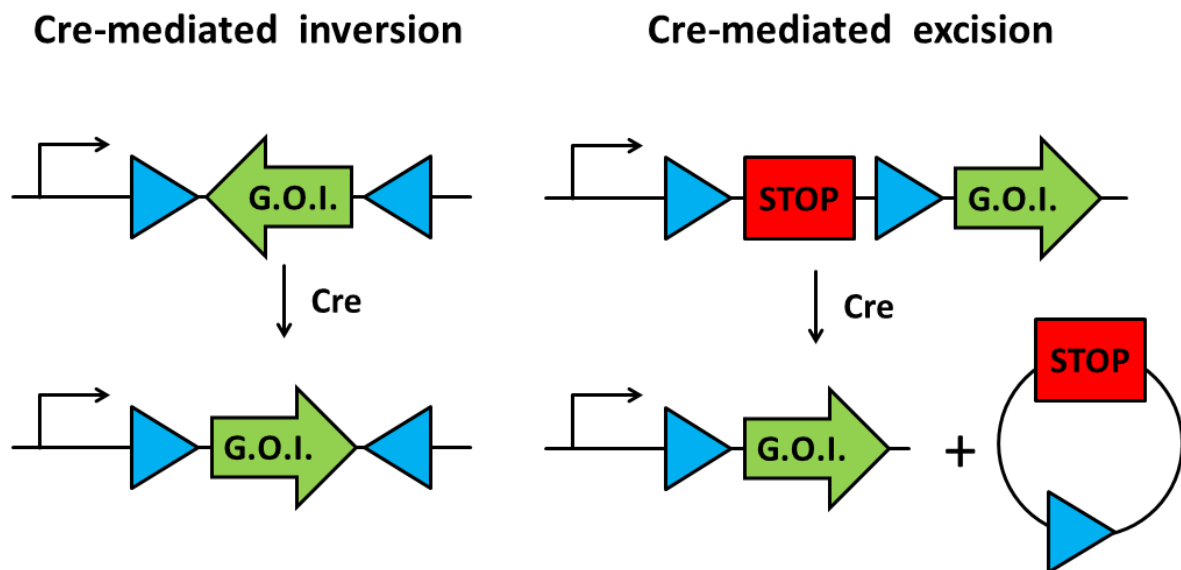 Cre-mediated inversion
G.O.I.
Cre
G.O.I.
Cre-mediated excision
STOP
G.O.I.
Cre
G.O.I.
+
STOP